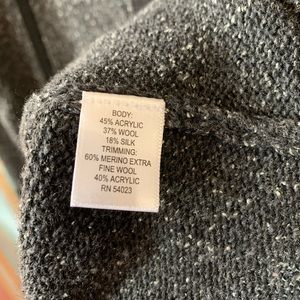 BODY:
45% ACRYLIC
37% WOOL
18% SILK
TRIMMING:
60% MERINO EXTRA
FINE WOOL
40% ACRYLIC
RN 54023